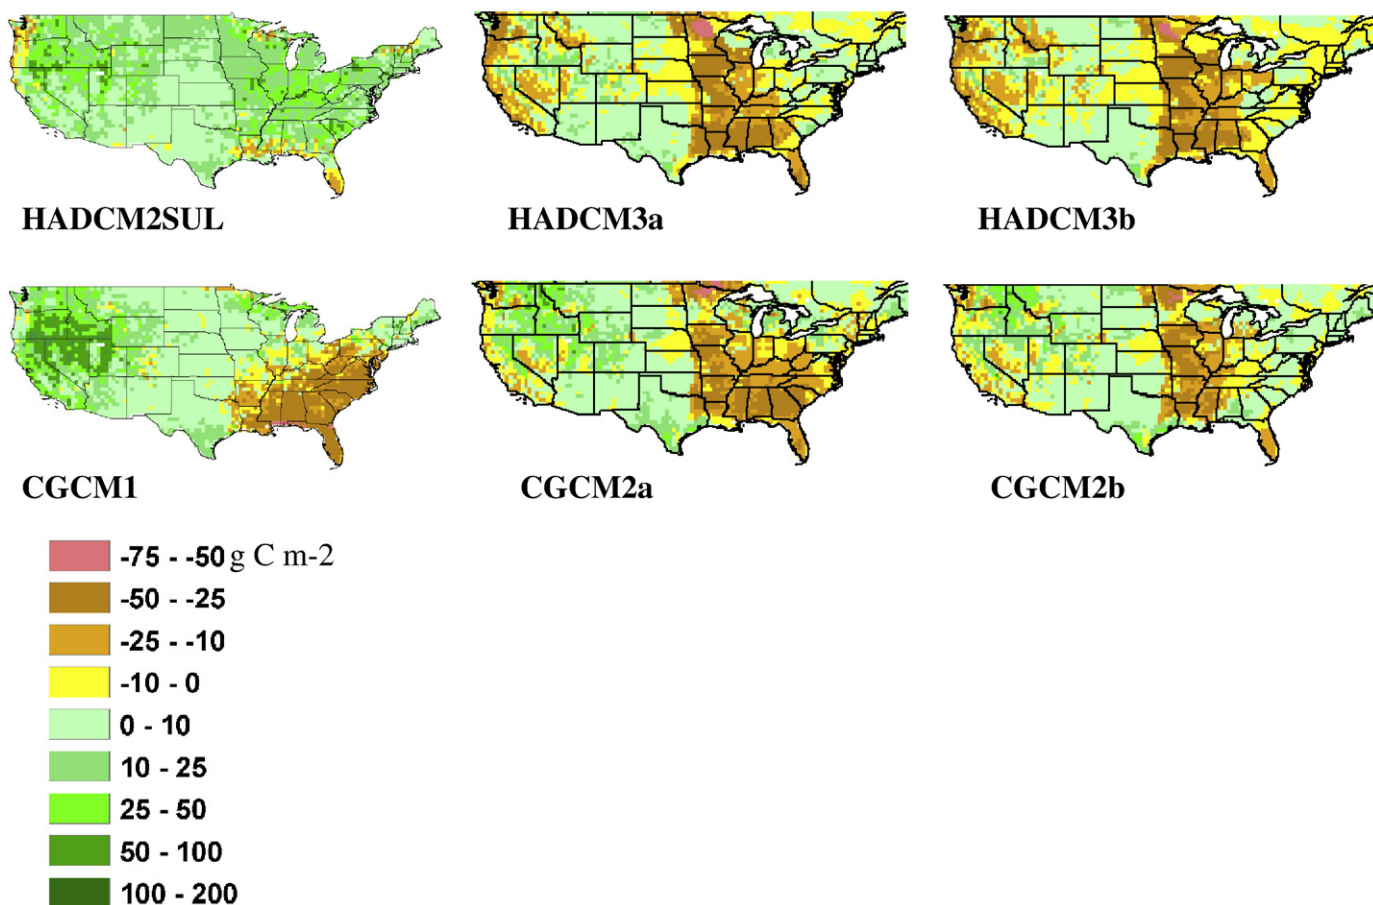 HADCM2SUL
HADCM3a
HADCM3b
CGCM1
CGCM2a
CGCM2b
-75 - -50 g C m-2
-50 - -25
-25 - -10
-10 - 0
0 - 10
10 - 25
25 - 50
50 - 100
100 - 200